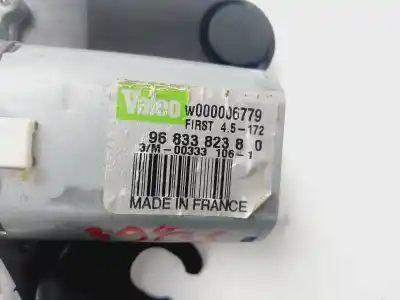 Valeo
w000006779
FIRST 4.5-172
96 833 823 8 0
3/M-00333 106-1
MADE IN FRANCE